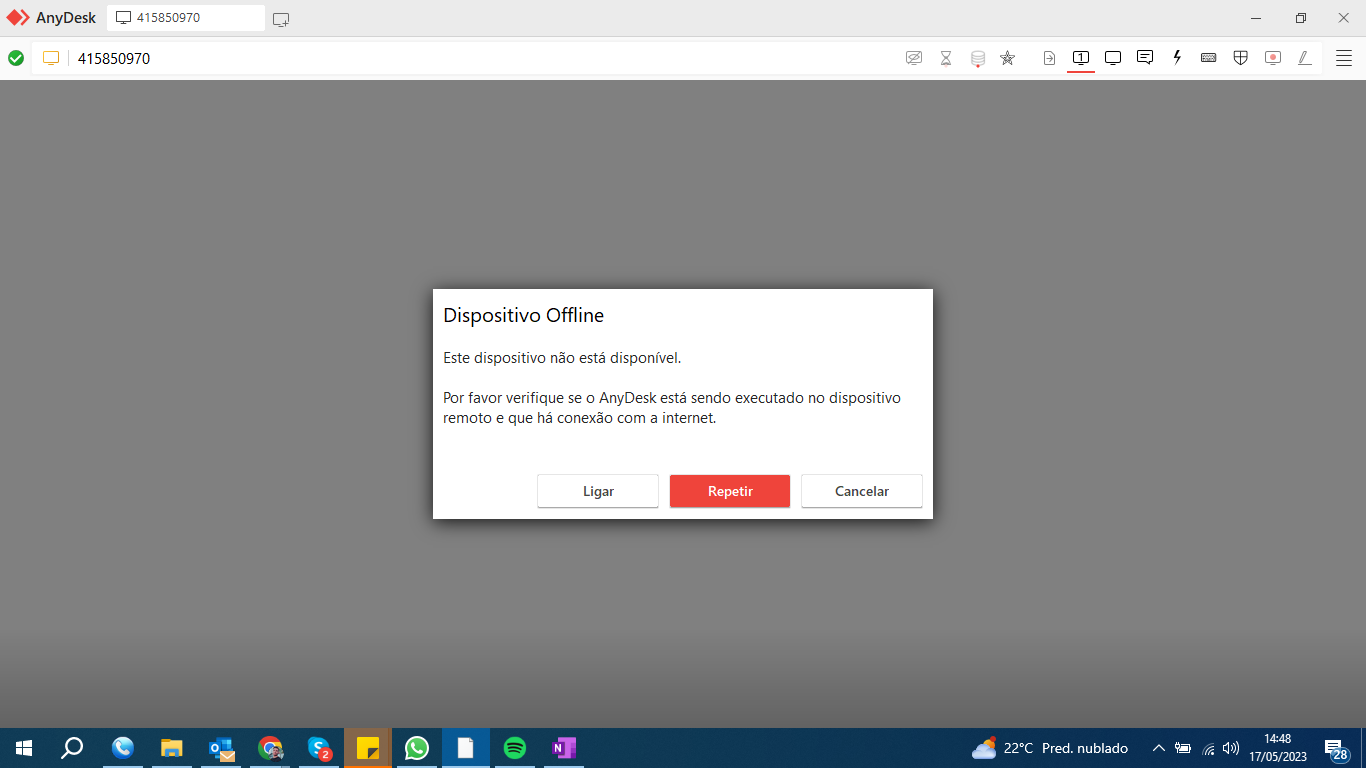 AnyDesk
415850970
415850970
1
Dispositivo Offline
Este dispositivo não está disponível.
Por favor verifique se o AnyDesk está sendo executado no dispositivo
remoto e que há conexão com a internet.
Ligar
Repetir
Cancelar
2
N
22°C Pred. nublado
14:48
17/05/2023
28